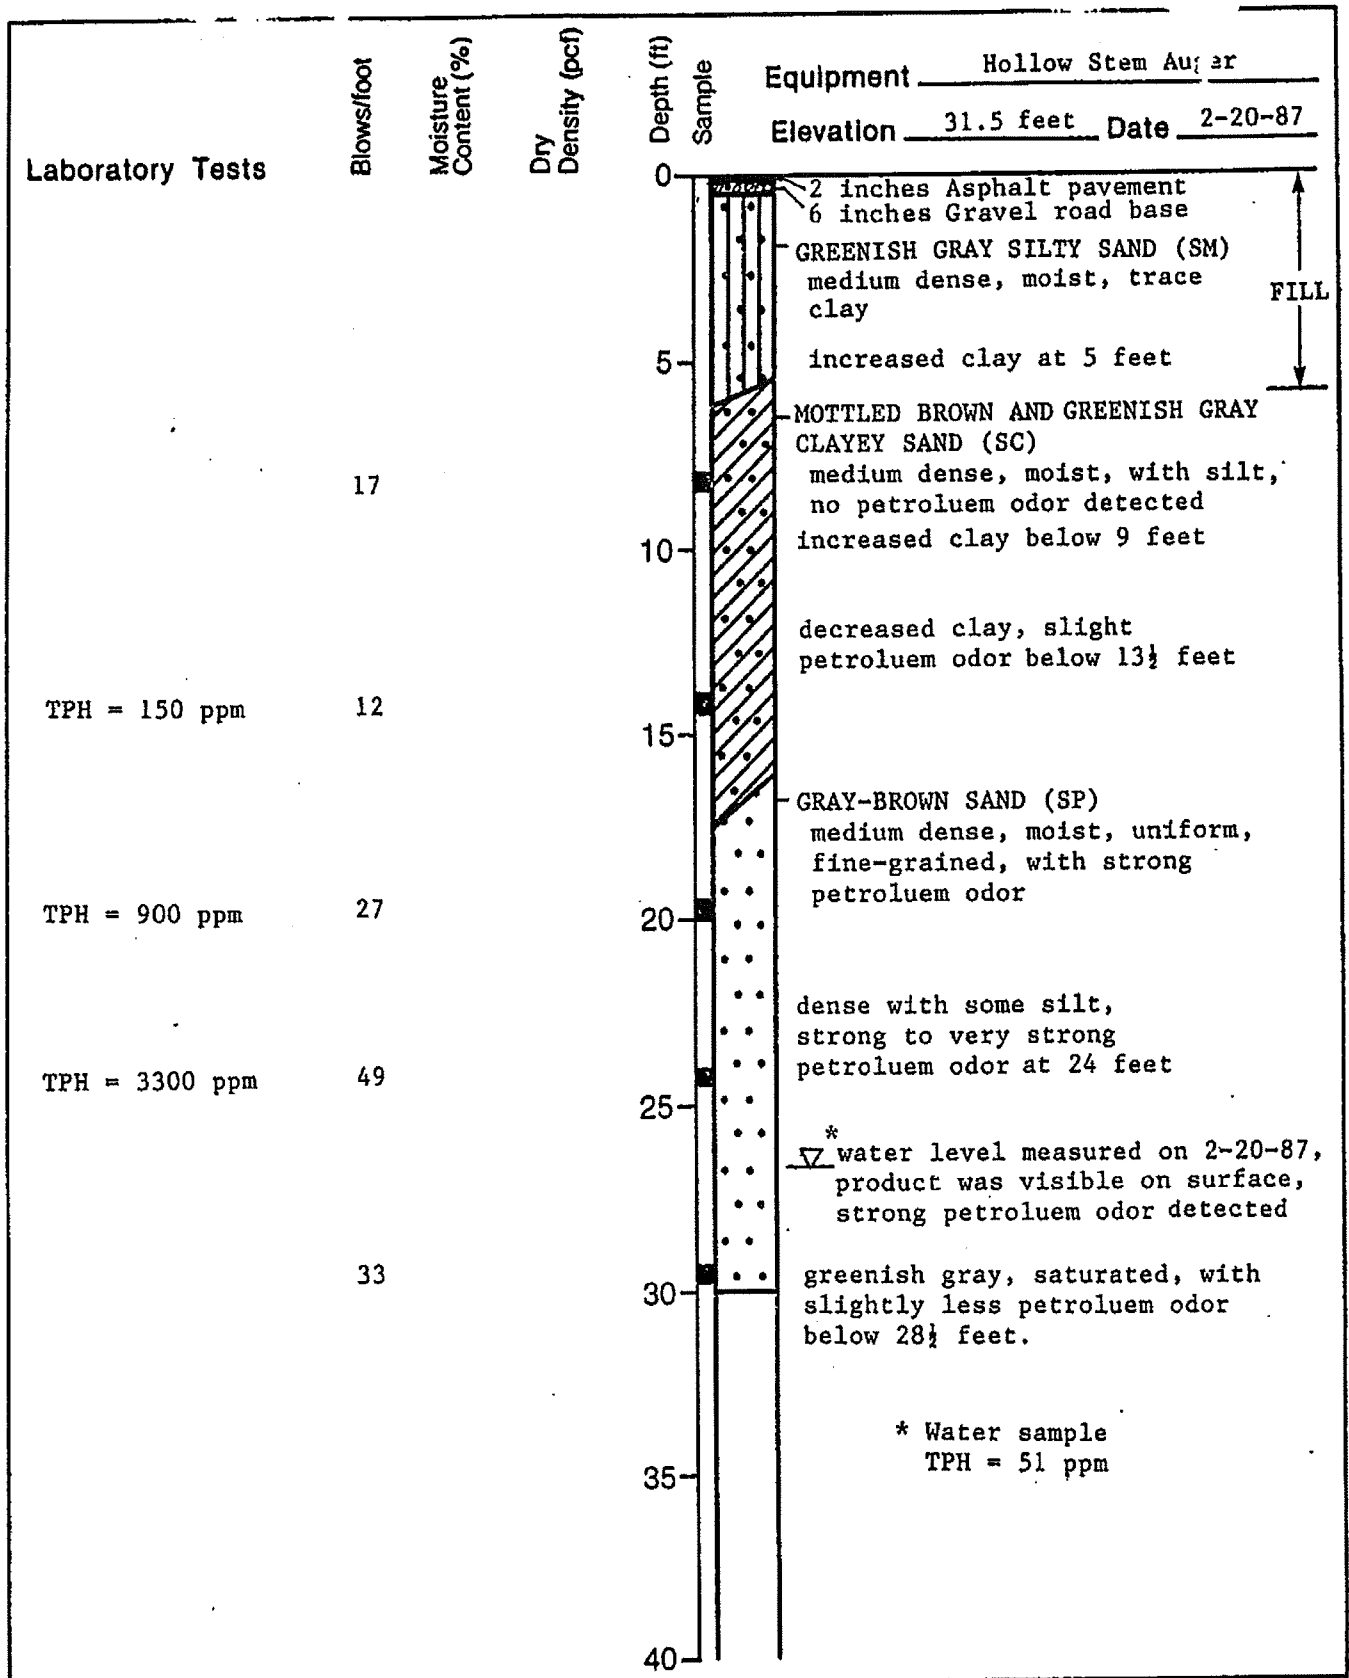 Laboratory Tests
Blows/foot
Moisture
Content (%)
Dry
Density (pcf)
Depth (ft)
Sample
Equipment Hollow Stem
Elevation 31.5 feet Date 2-20-87
0
2 inches Asphalt pavement
6 inches Gravel road base
GREENISH GRAY SILTY SAND (SM)
medium dense, moist, trace
clay
FILL
increased clay at 5 feet
5
MOTTLED BROWN AND GREENISH GRAY
CLAYEY SAND (SC)
medium dense, moist, with silt,
no petroluem odor detected
17
increased clay below 9 feet
10
decreased clay, slight
petroluem odor below 13½ feet
TPH = 150 ppm 12
15
GRAY-BROWN SAND (SP)
medium dense, moist, uniform,
fine-grained, with strong
petroluem odor
TPH = 900 ppm 27
20
dense with some silt,
strong to very strong
petroluem odor at 24 feet
TPH = 3300 ppm 49
25
*
water level measured on 2-20-87,
product was visible on surface,
strong petroluem odor detected
33
greenish gray, saturated, with
slightly less petroluem odor
below 28½ feet.
30
* Water sample
TPH = 51 ppm
35
40